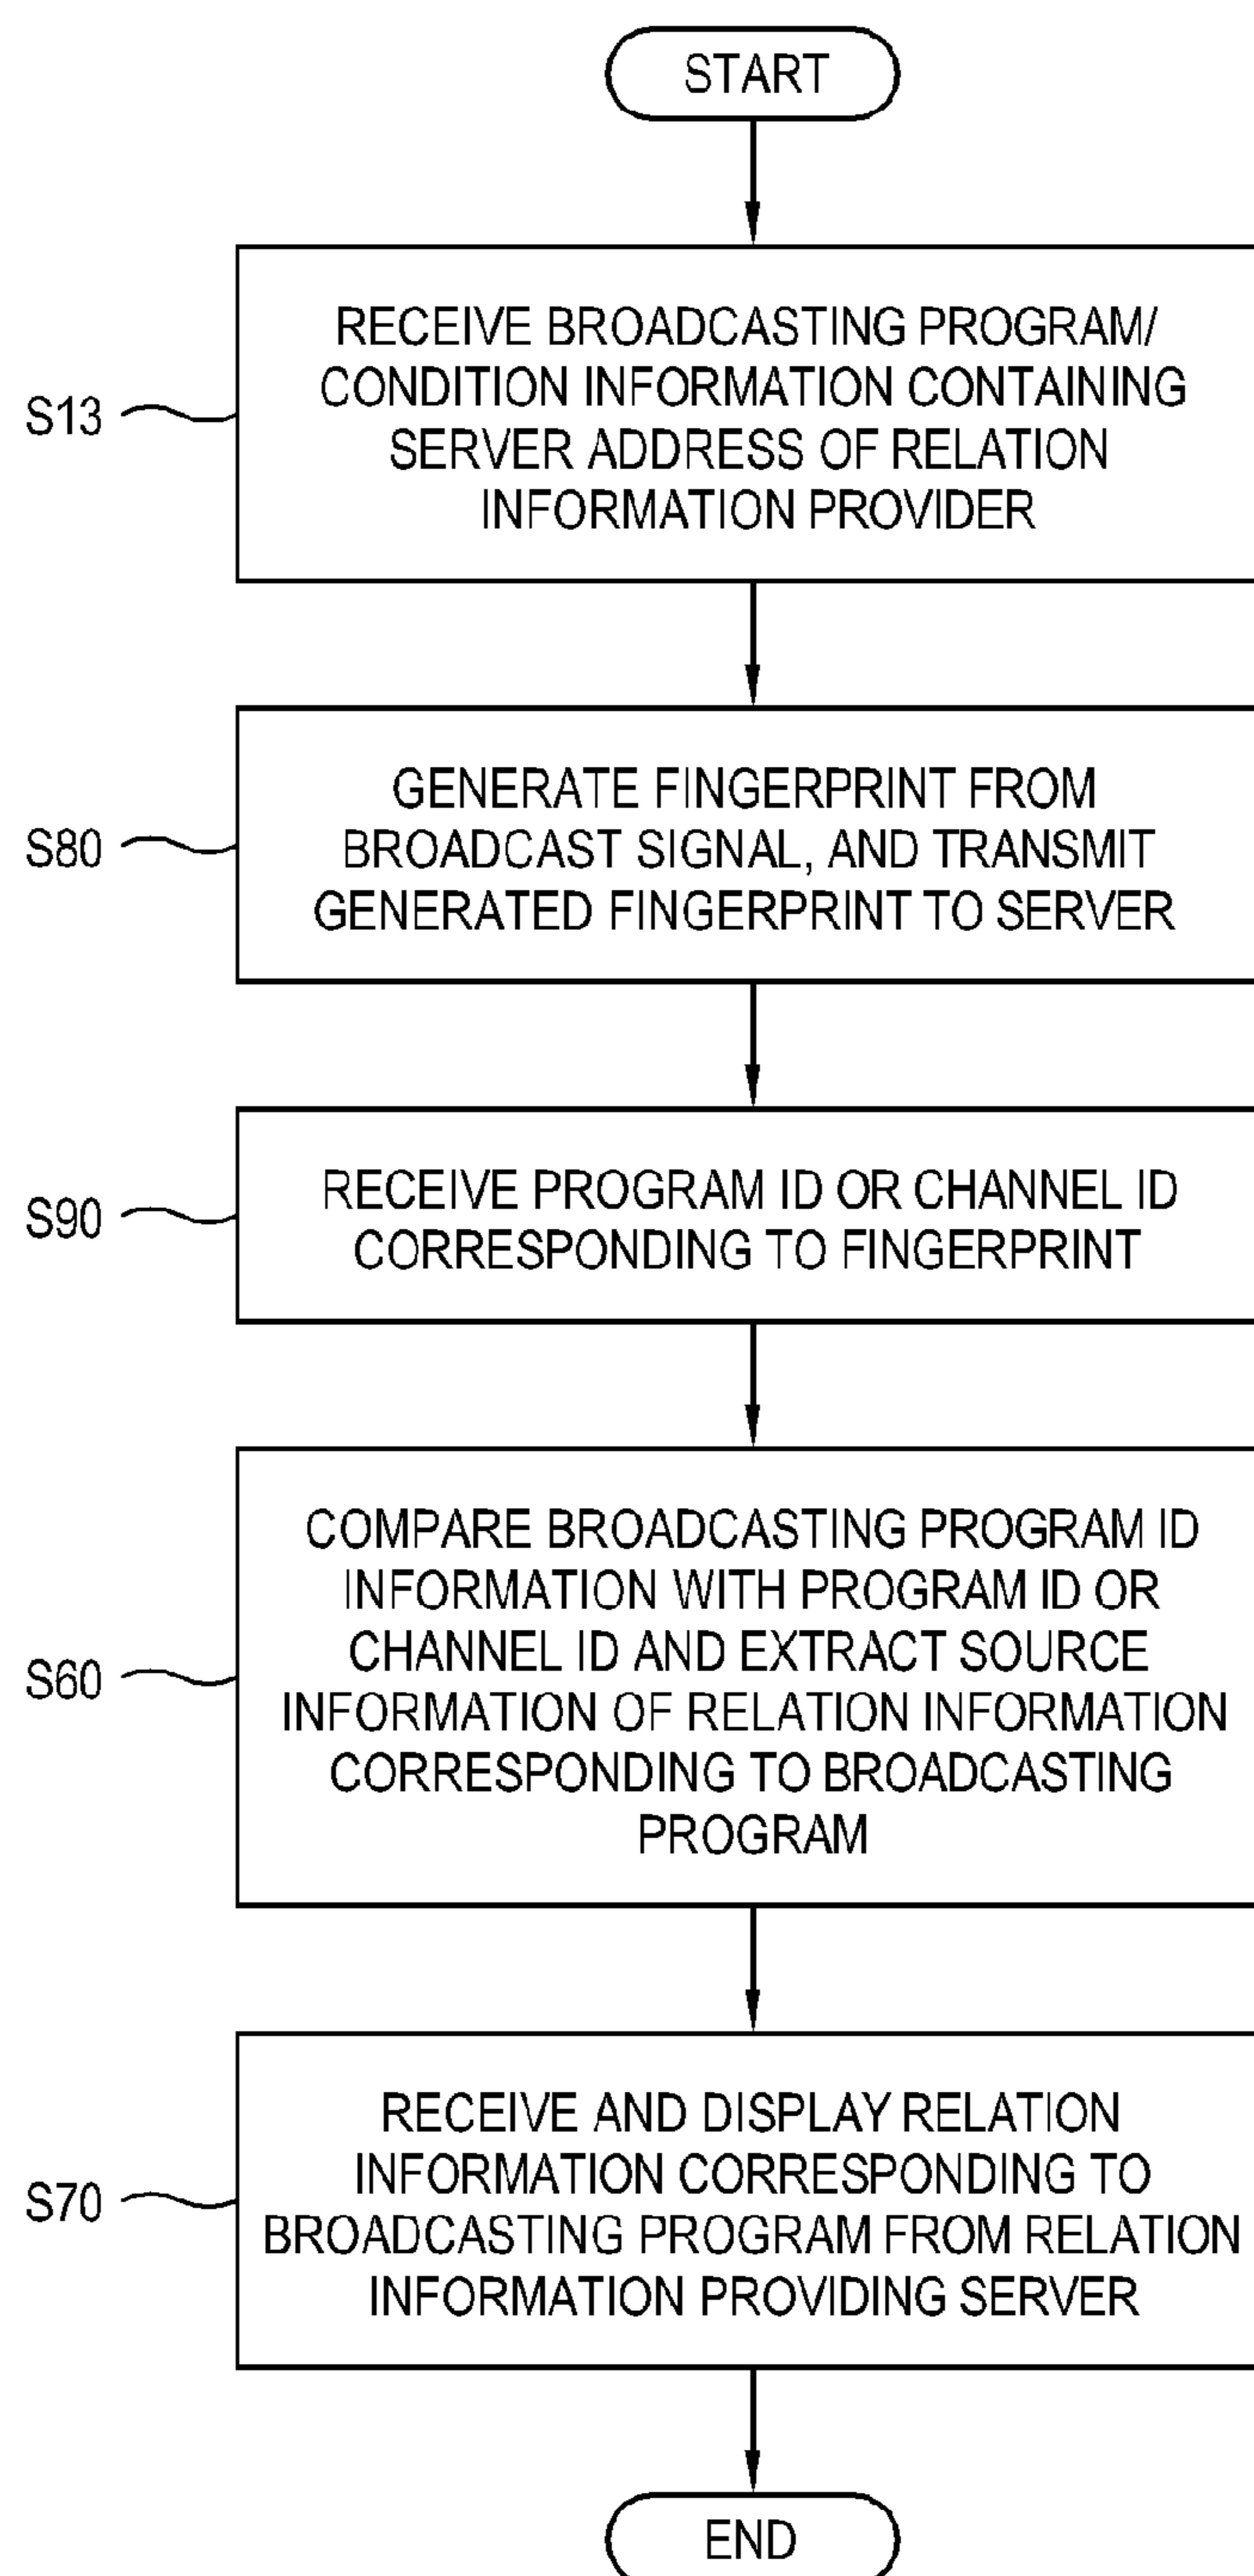 START
RECEIVE BROADCASTING PROGRAM/
CONDITION INFORMATION CONTAINING
SERVER ADDRESS OF RELATION
INFORMATION PROVIDER
S13
GENERATE FINGERPRINT FROM
BROADCAST SIGNAL, AND TRANSMIT
GENERATED FINGERPRINT TO SERVER
S80
RECEIVE PROGRAM ID OR CHANNEL ID
CORRESPONDING TO FINGERPRINT
S90
COMPARE BROADCASTING PROGRAM ID
INFORMATION WITH PROGRAM ID OR
CHANNEL ID AND EXTRACT SOURCE
INFORMATION OF RELATION INFORMATION
CORRESPONDING TO BROADCASTING
PROGRAM
S60
RECEIVE AND DISPLAY RELATION
INFORMATION CORRESPONDING TO
BROADCASTING PROGRAM FROM RELATION
INFORMATION PROVIDING SERVER
S70
END